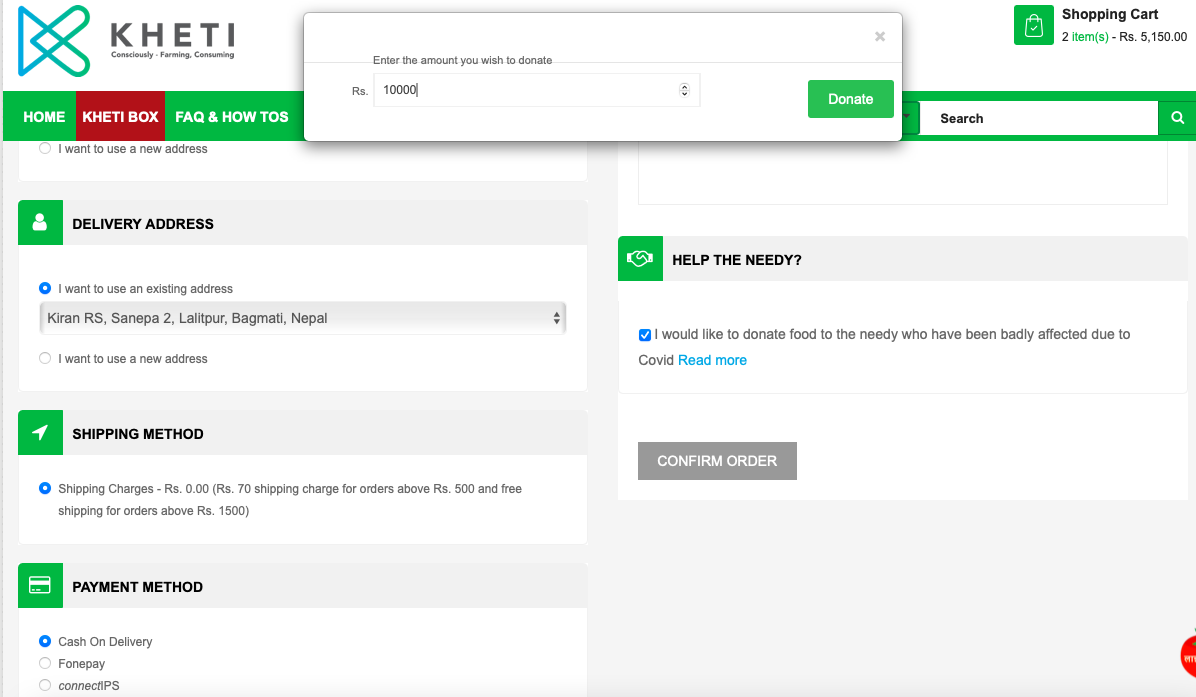 KHETI
Consciously - Farming, Consuming
×
Enter the amount you wish to donate
Rs. 10000
Donate
Shopping Cart
2 item(s) - Rs. 5,150.00
HOME KHETI BOX FAQ & HOW TOS
Search
I want to use a new address
DELIVERY ADDRESS
I want to use an existing address
Kiran RS, Sanepa 2, Lalitpur, Bagmati, Nepal
I want to use a new address
SHIPPING METHOD
Shipping Charges - Rs. 0.00 (Rs. 70 shipping charge for orders above Rs. 500 and free
shipping for orders above Rs. 1500)
PAYMENT METHOD
Cash On Delivery
Fonepay
connectIPS
HELP THE NEEDY?
I would like to donate food to the needy who have been badly affected due to
Covid Read more
CONFIRM ORDER